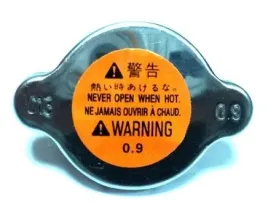 ⚠ 警告
熱い時あけるな。
NEVER OPEN WHEN HOT.
NE JAMAIS OUVRIR À CHAUD.
⚠ WARNING
0.9
0.9